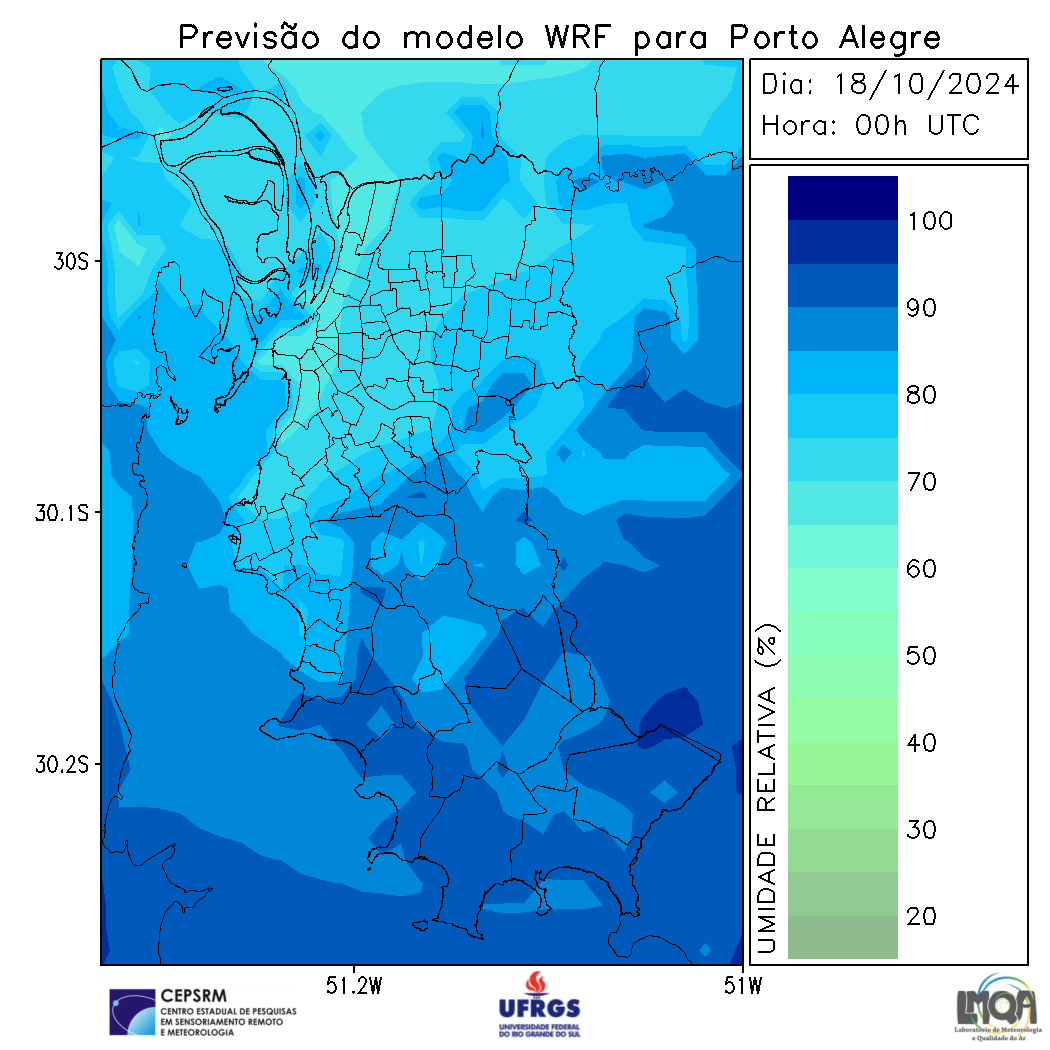 Previsão do modelo WRF para Porto Alegre
Dia: 18/10/2024
Hora: 00h UTC
30S
30.1S
30.2S
51.2W
51W
UMIDADE RELATIVA (%)
100
90
80
70
60
50
40
30
20
CEPSRM
CENTRO ESTADUAL DE PESQUISAS
EM SENSORIAMENTO REMOTO
E METEOROLOGIA
UFRGS
UNIVERSIDADE FEDERAL
DO RIO GRANDE DO SUL
LMQA
Laboratório de Meteorologia
e Qualidade do Ar